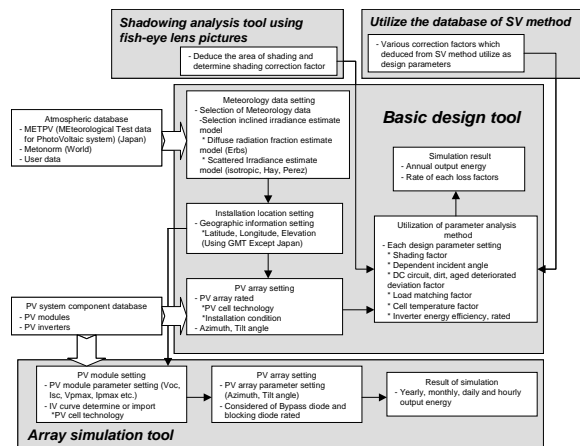 Shadowing analysis tool using
fish-eye lens pictures
- Deduce the area of shading and
determine shading correction factor
Utilize the database of SV method
- Various correction factors which
deduced from SV method utilize as
design parameters
Atmospheric database
- METPV (MEteorological Test data
for PhotoVoltaic system) (Japan)
- Metonorm (World)
- User data
Meteorology data setting
- Selection of Meteorology data
-Selection inclined irradiance estimate
model
* Diffuse radiation fraction estimate
model (Erbs)
* Scattered Irradiance estimate
model (isotropic, Hay, Perez)
Basic design tool
Simulation result
- Annual output energy
- Rate of each loss factors
Installation location setting
- Geographic information setting
*Latitude, Longitude, Elevation
(Using GMT Except Japan)
Utilization of parameter analysis
method
- Each design parameter setting
* Shading factor
* Dependent incident angle
* DC circuit, dirt, aged deteriorated
deviation factor
* Load matching factor
* Cell temperature factor
* Inverter energy efficiency, rated
PV system component database
- PV modules
- PV inverters
PV array setting
- PV array rated
*PV cell technology
*Installation condition
- Azimuth, Tilt angle
PV module setting
- PV module parameter setting (Voc,
Isc, Vpmax, Ipmax etc.)
- IV curve determine or import
*PV cell technology
PV array setting
- PV array parameter setting
(Azimuth, Tilt angle)
- Considered of Bypass diode and
blocking diode rated
Result of simulation
- Yearly, monthly, daily and hourly
output energy
Array simulation tool